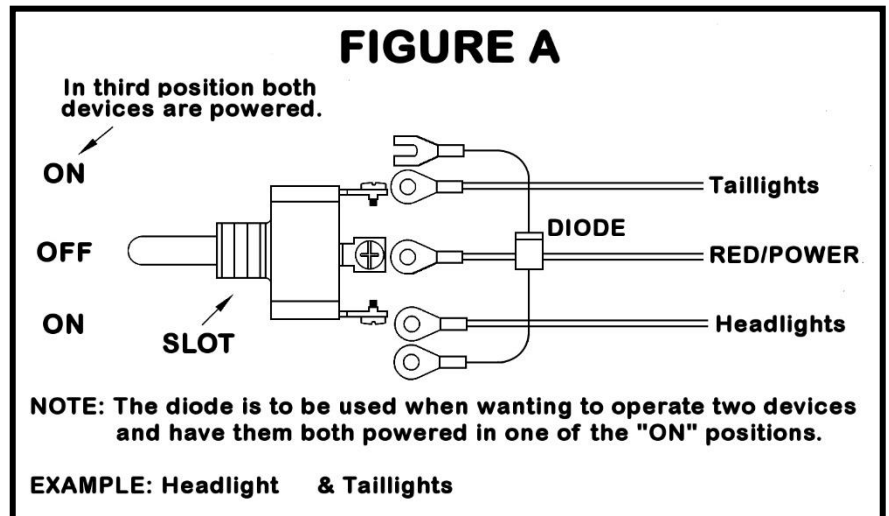 FIGURE A
In third position both
devices are powered.
ON
Taillights
DIODE
OFF
RED/POWER
ON
Headlights
SLOT
NOTE: The diode is to be used when wanting to operate two devices
and have them both powered in one of the "ON" positions.
EXAMPLE: Headlight & Taillights